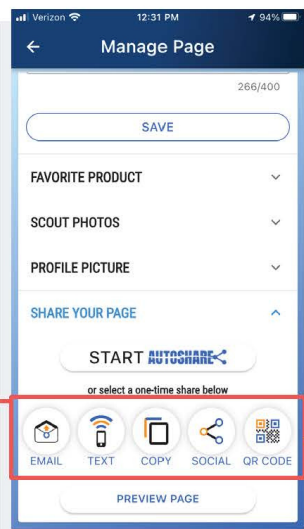 Verizon 12:31 PM 94%
Manage Page
266/400
SAVE
FAVORITE PRODUCT
SCOUT PHOTOS
PROFILE PICTURE
SHARE YOUR PAGE
START AUTOSHARE
or select a one-time share below
EMAIL TEXT COPY SOCIAL QR CODE
PREVIEW PAGE